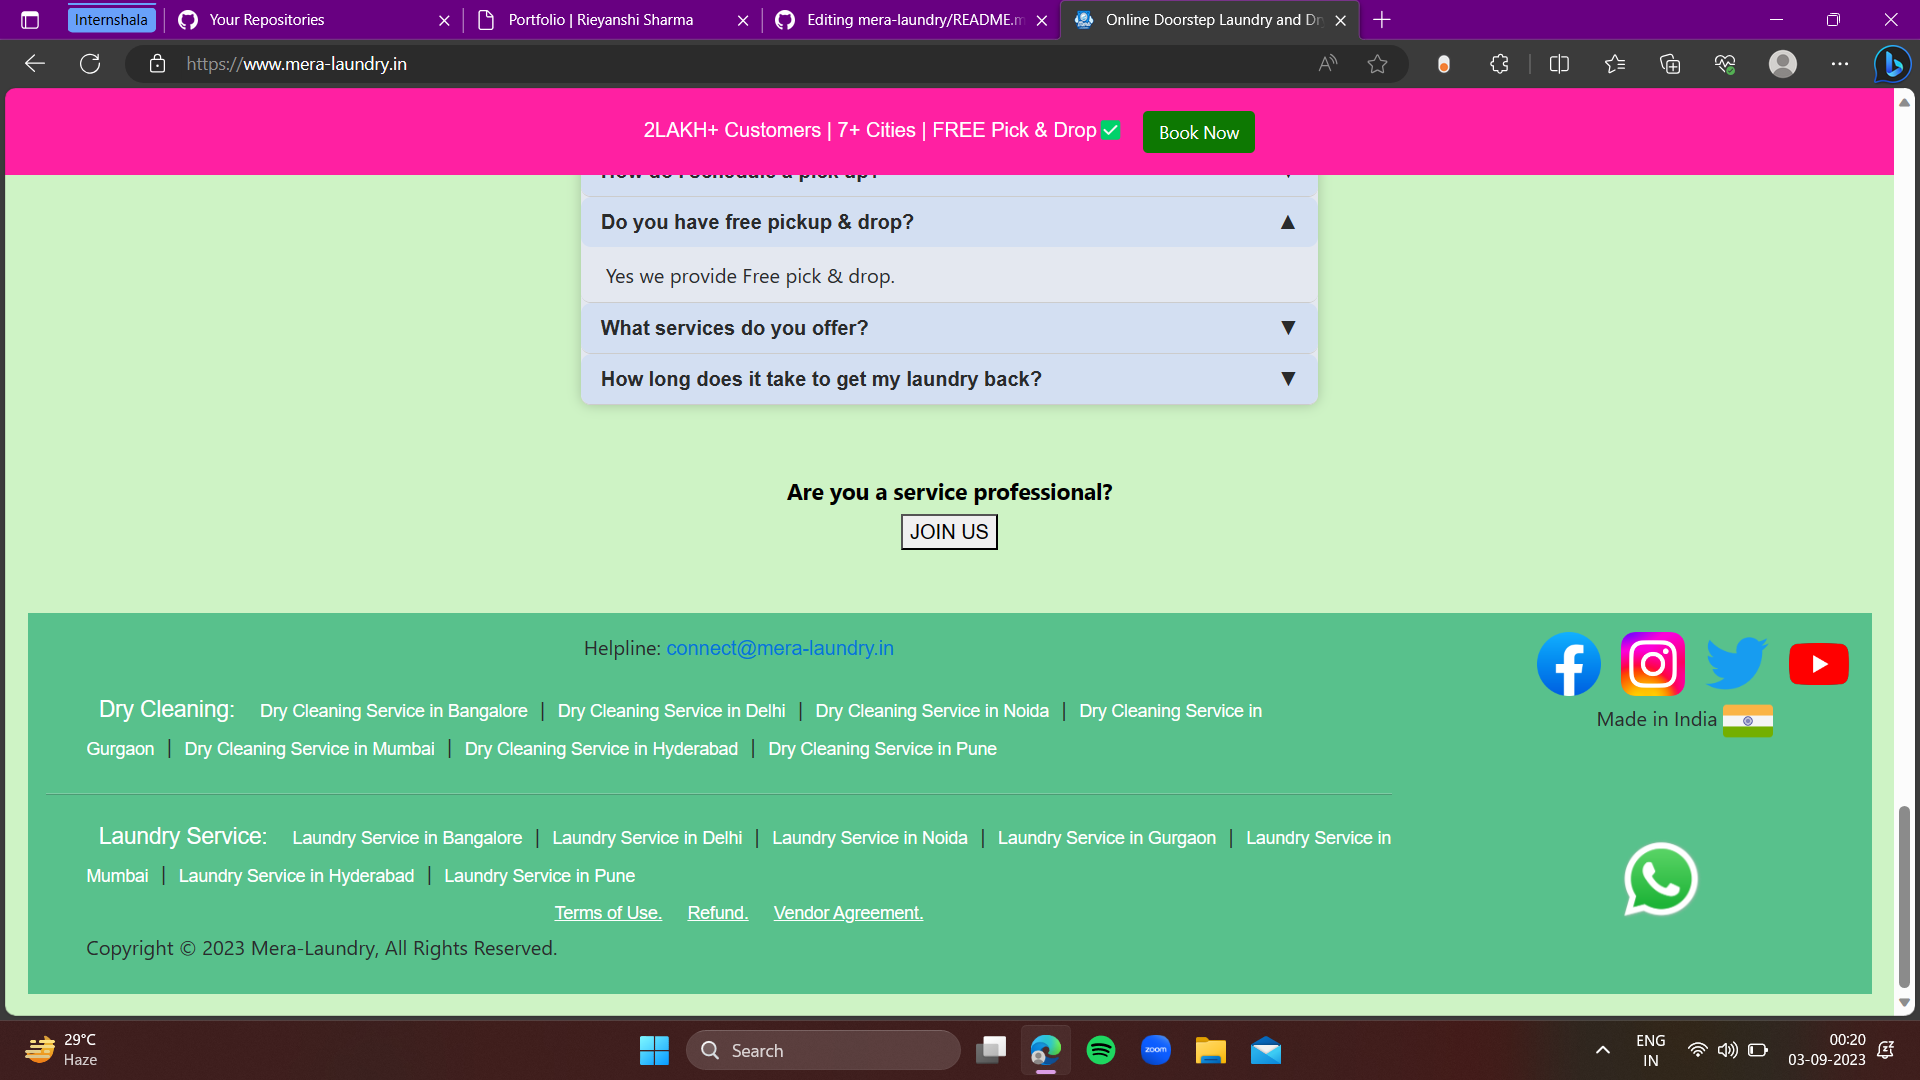 Internshala
Your Repositories
Portfolio | Rieyanshi Sharma
Editing mera-laundry/README.m
Online Doorstep Laundry and Dr
https://www.mera-laundry.in
2LAKH+ Customers | 7+ Cities | FREE Pick & Drop✅
Book Now
How do I schedule a pick up?
Do you have free pickup & drop? ▲
Yes we provide Free pick & drop.
What services do you offer? ▼
How long does it take to get my laundry back? ▼
Are you a service professional?
JOIN US
Helpline: connect@mera-laundry.in
Dry Cleaning: Dry Cleaning Service in Bangalore | Dry Cleaning Service in Delhi | Dry Cleaning Service in Noida | Dry Cleaning Service in
Gurgaon | Dry Cleaning Service in Mumbai | Dry Cleaning Service in Hyderabad | Dry Cleaning Service in Pune
Made in India
Laundry Service: Laundry Service in Bangalore | Laundry Service in Delhi | Laundry Service in Noida | Laundry Service in Gurgaon | Laundry Service in
Mumbai | Laundry Service in Hyderabad | Laundry Service in Pune
Terms of Use. Refund. Vendor Agreement.
Copyright © 2023 Mera-Laundry, All Rights Reserved.
29°C
Haze
Search
zoom
ENG
IN
00:20
03-09-2023